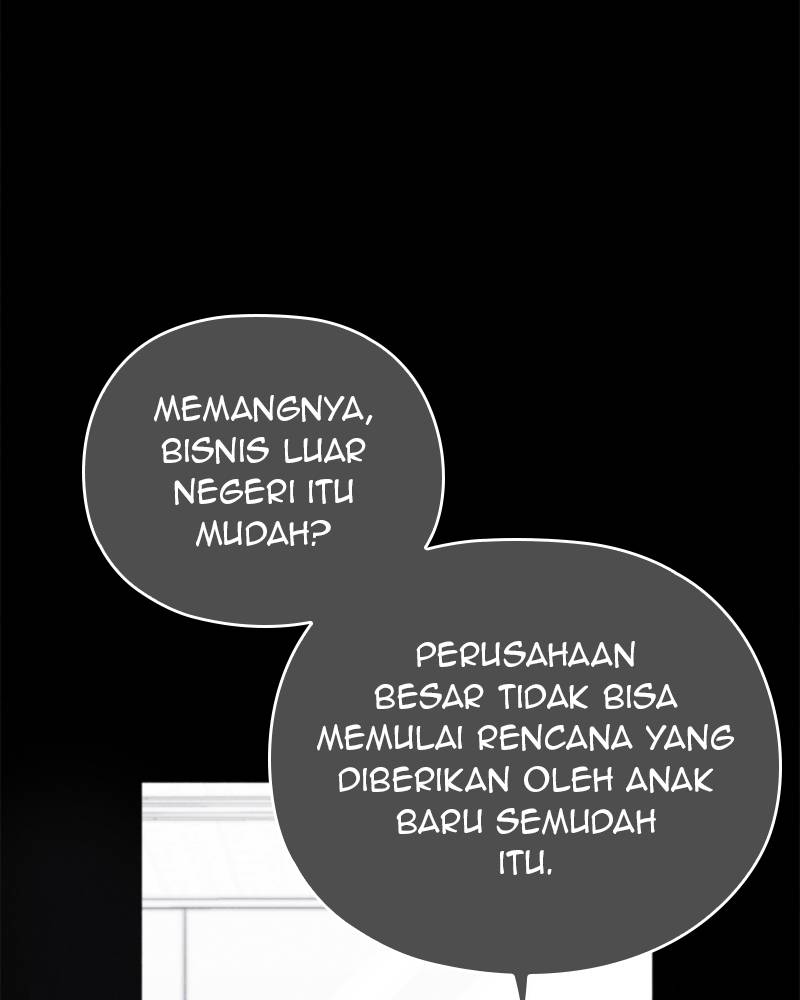 MEMANGNYA,
BISNIS LUAR
NEGERI ITU
MUDAH?
PERUSAHAAN
BESAR TIDAK BISA
MEMULAI RENCANA YANG
DIBERIKAN OLEH ANAK
BARU SEMUDAH
ITU.